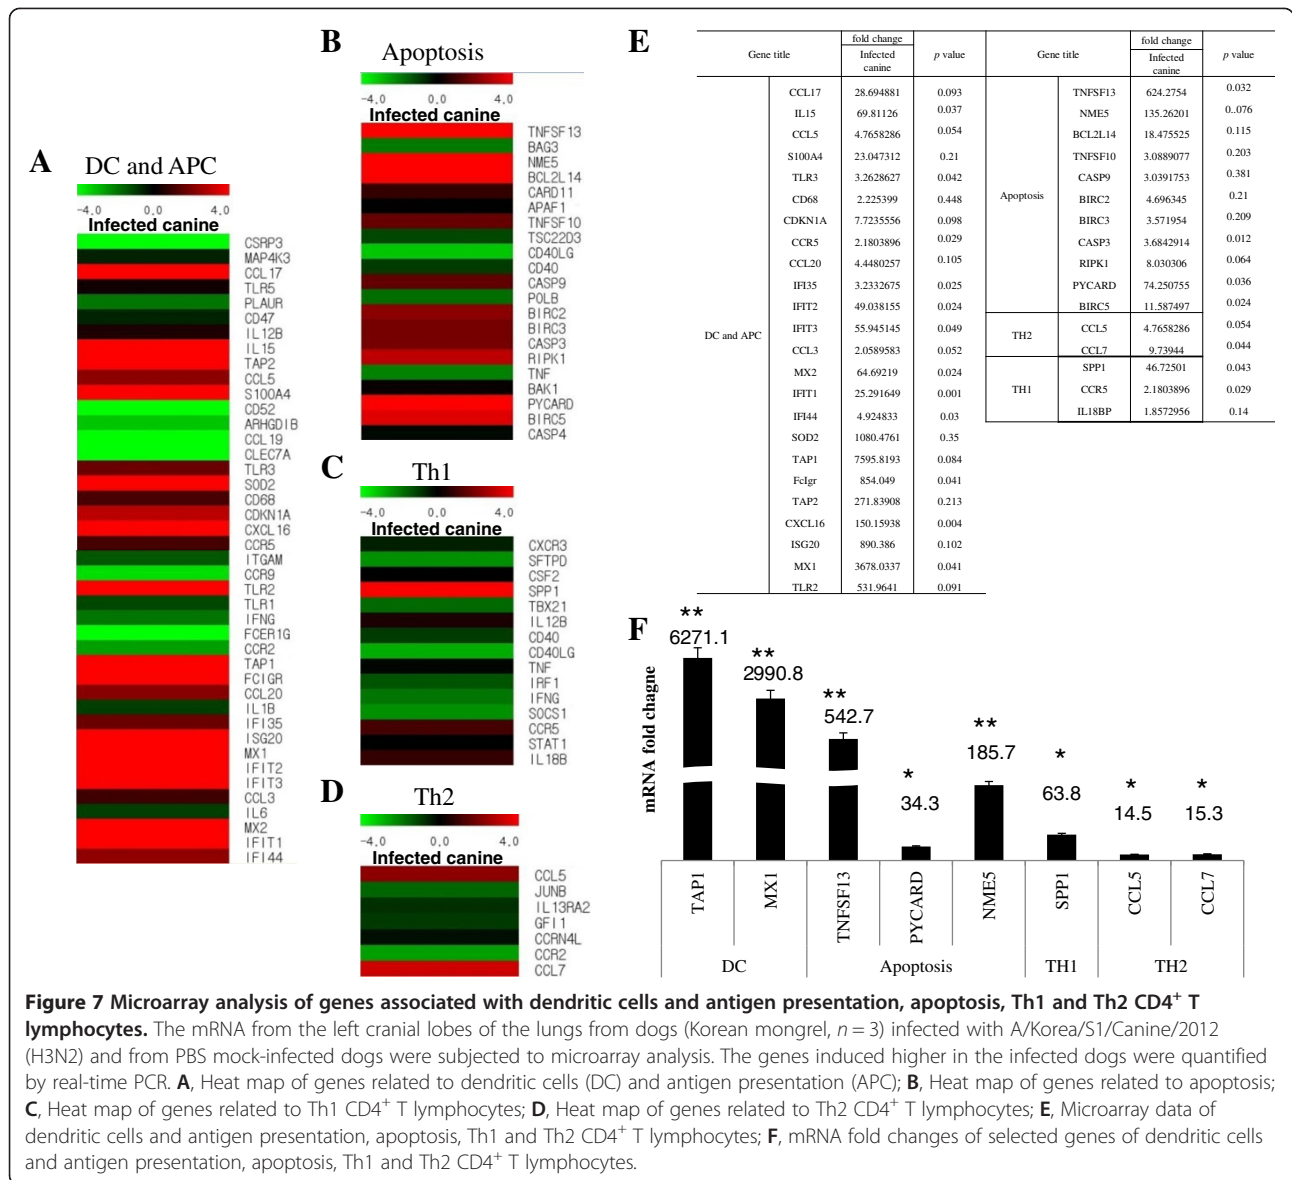 A
DC and APC
-4.0 0.0 4.0
Infected canine
CSRP3
MAP4K3
CCL17
TLR5
PLAUR
CD47
IL12B
IL15
TAP2
CCL5
S100A4
CD52
ARHGDIB
CCL19
CLEC7A
TLR3
SOD2
CD68
CDKN1A
CXCL16
CCR5
ITGAM
CCR9
TLR2
TLR1
IFNG
FCER1G
CCR2
TAP1
FCIGR
CCL20
IL1B
IFI35
ISG20
MX1
IFIT2
IFIT3
CCL3
IL6
MX2
IFIT1
IFI44
B
Apoptosis
-4.0 0.0 4.0
Infected canine
TNFSF13
BAG3
NME5
BCL2L14
CARD11
APAF1
TNFSF10
TSC22D3
CD40LG
CD40
CASP9
POLB
BIRC2
BIRC3
CASP3
RIPK1
TNF
BAK1
PYCARD
BIRC5
CASP4
C
Th1
-4.0 0.0 4.0
Infected canine
CXCR3
SFTPD
CSF2
SPP1
TBX21
IL12B
CD40
CD40LG
TNF
IRF1
IFNG
SOCS1
CCR5
STAT1
IL18B
D
Th2
-4.0 0.0 4.0
Infected canine
CCL5
JUNB
IL13RA2
GFI1
CCRN4L
CCR2
CCL7
E
Gene title fold change Infected canine p value
DC and APC
CCL17 28.694881 0.093
IL15 69.81126 0.037
CCL5 4.7658286 0.054
S100A4 23.047312 0.21
TLR3 3.2628627 0.042
CD68 2.225399 0.448
CDKN1A 7.7235556 0.098
CCR5 2.1803896 0.029
CCL20 4.4480257 0.105
IFI35 3.2332675 0.025
IFIT2 49.038155 0.024
IFIT3 55.945145 0.049
CCL3 2.0589583 0.052
MX2 64.69219 0.024
IFIT1 25.291649 0.001
IFI44 4.924833 0.03
SOD2 1080.4761 0.35
TAP1 7595.8193 0.084
FcIgr 854.049 0.041
TAP2 271.83908 0.213
CXCL16 150.15938 0.004
ISG20 890.386 0.102
MX1 3678.0337 0.041
TLR2 531.9641 0.091
Gene title fold change Infected canine p value
Apoptosis
TNFSF13 624.2754 0.032
NME5 135.26201 0..076
BCL2L14 18.475525 0.115
TNFSF10 3.0889077 0.203
CASP9 3.0391753 0.381
BIRC2 4.696345 0.21
BIRC3 3.571954 0.209
CASP3 3.6842914 0.012
RIPK1 8.030306 0.064
PYCARD 74.250755 0.036
BIRC5 11.587497 0.024
TH2
CCL5 4.7658286 0.054
CCL7 9.73944 0.044
TH1
SPP1 46.72501 0.043
CCR5 2.1803896 0.029
IL18BP 1.8572956 0.14
F
mRNA fold chagne
** ** ** * ** * * *
6271.1 2990.8 542.7 34.3 185.7 63.8 14.5 15.3
TAP1 MX1 TNFSF13 PYCARD NME5 SPP1 CCL5 CCL7
DC Apoptosis TH1 TH2
Figure 7 Microarray analysis of genes associated with dendritic cells and antigen presentation, apoptosis, Th1 and Th2 CD4⁺ T
lymphocytes. The mRNA from the left cranial lobes of the lungs from dogs (Korean mongrel, n = 3) infected with A/Korea/S1/Canine/2012
(H3N2) and from PBS mock-infected dogs were subjected to microarray analysis. The genes induced higher in the infected dogs were quantified
by real-time PCR. A, Heat map of genes related to dendritic cells (DC) and antigen presentation (APC); B, Heat map of genes related to apoptosis;
C, Heat map of genes related to Th1 CD4⁺ T lymphocytes; D, Heat map of genes related to Th2 CD4⁺ T lymphocytes; E, Microarray data of
dendritic cells and antigen presentation, apoptosis, Th1 and Th2 CD4⁺ T lymphocytes; F, mRNA fold changes of selected genes of dendritic cells
and antigen presentation, apoptosis, Th1 and Th2 CD4⁺ T lymphocytes.